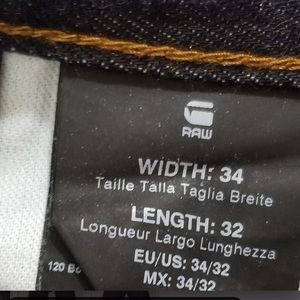 RAW
WIDTH: 34
Taille Talla Taglia Breite
LENGTH: 32
Longueur Largo Lunghezza
EU/US: 34/32
MX: 34/32
120